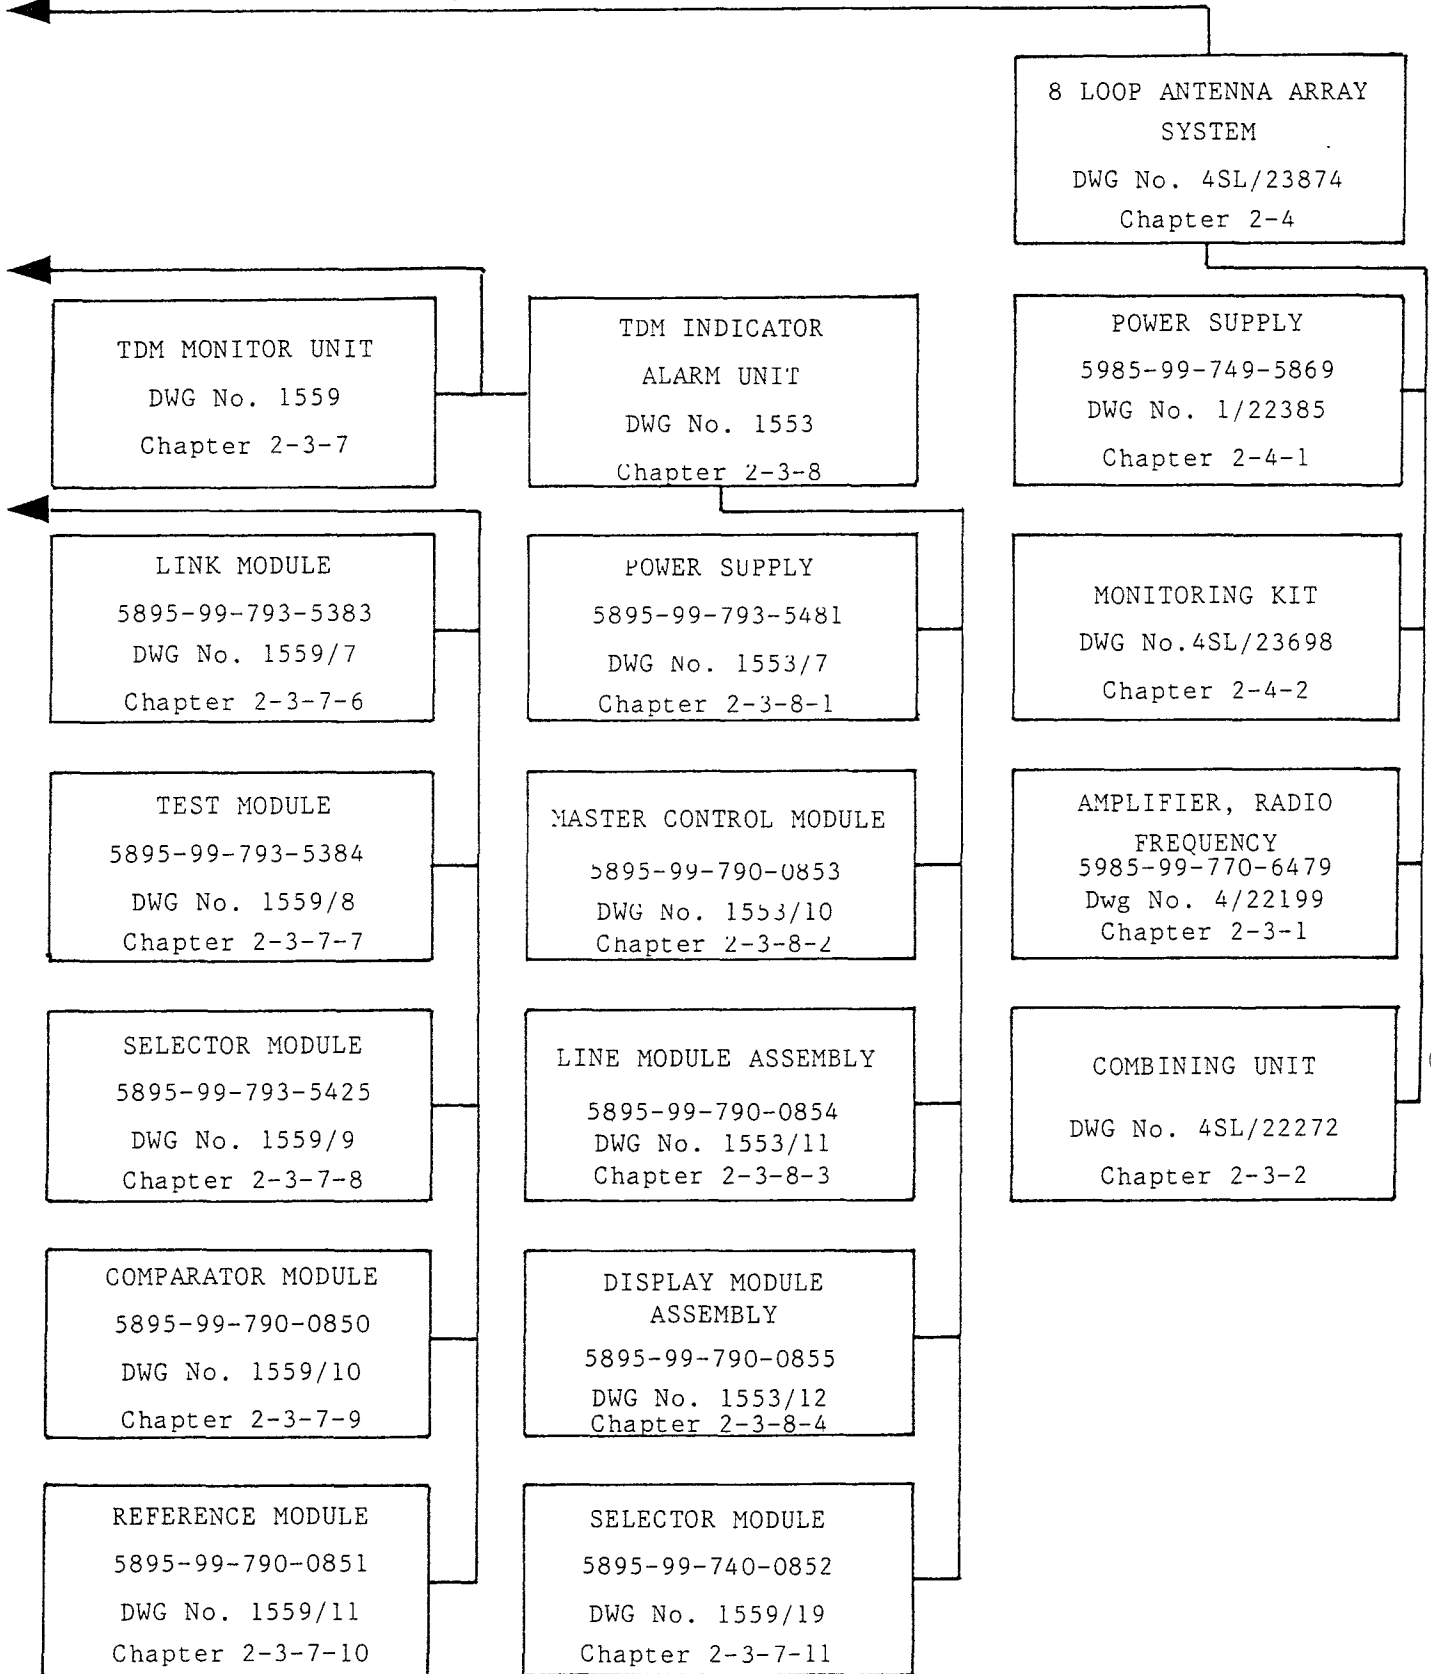 8 LOOP ANTENNA ARRAY
SYSTEM
DWG No. 4SL/23874
Chapter 2-4
TDM MONITOR UNIT
DWG No. 1559
Chapter 2-3-7
TDM INDICATOR
ALARM UNIT
DWG No. 1553
Chapter 2-3-8
POWER SUPPLY
5985-99-749-5869
DWG No. 1/22385
Chapter 2-4-1
LINK MODULE
5895-99-793-5383
DWG No. 1559/7
Chapter 2-3-7-6
POWER SUPPLY
5895-99-793-5481
DWG No. 1553/7
Chapter 2-3-8-1
MONITORING KIT
DWG No.4SL/23698
Chapter 2-4-2
TEST MODULE
5895-99-793-5384
DWG No. 1559/8
Chapter 2-3-7-7
MASTER CONTROL MODULE
5895-99-790-0853
DWG No. 1553/10
Chapter 2-3-8-2
AMPLIFIER, RADIO
FREQUENCY
5985-99-770-6479
Dwg No. 4/22199
Chapter 2-3-1
SELECTOR MODULE
5895-99-793-5425
DWG No. 1559/9
Chapter 2-3-7-8
LINE MODULE ASSEMBLY
5895-99-790-0854
DWG No. 1553/11
Chapter 2-3-8-3
COMBINING UNIT
DWG No. 4SL/22272
Chapter 2-3-2
COMPARATOR MODULE
5895-99-790-0850
DWG No. 1559/10
Chapter 2-3-7-9
DISPLAY MODULE
ASSEMBLY
5895-99-790-0855
DWG No. 1553/12
Chapter 2-3-8-4
REFERENCE MODULE
5895-99-790-0851
DWG No. 1559/11
Chapter 2-3-7-10
SELECTOR MODULE
5895-99-740-0852
DWG No. 1559/19
Chapter 2-3-7-11